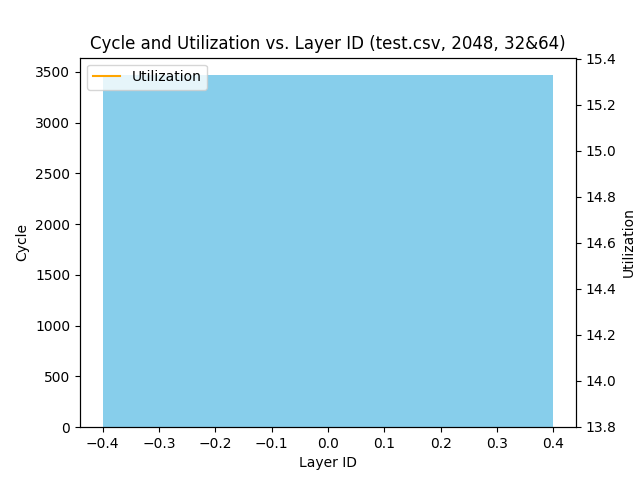 Cycle and Utilization vs. Layer ID (test.csv, 2048, 32&64)
Utilization
3500
3000
2500
2000
1500
1000
500
0
Cycle
15.4
15.2
15.0
14.8
14.6
14.4
14.2
14.0
13.8
Utilization
−0.4 −0.3 −0.2 −0.1 0.0 0.1 0.2 0.3 0.4
Layer ID